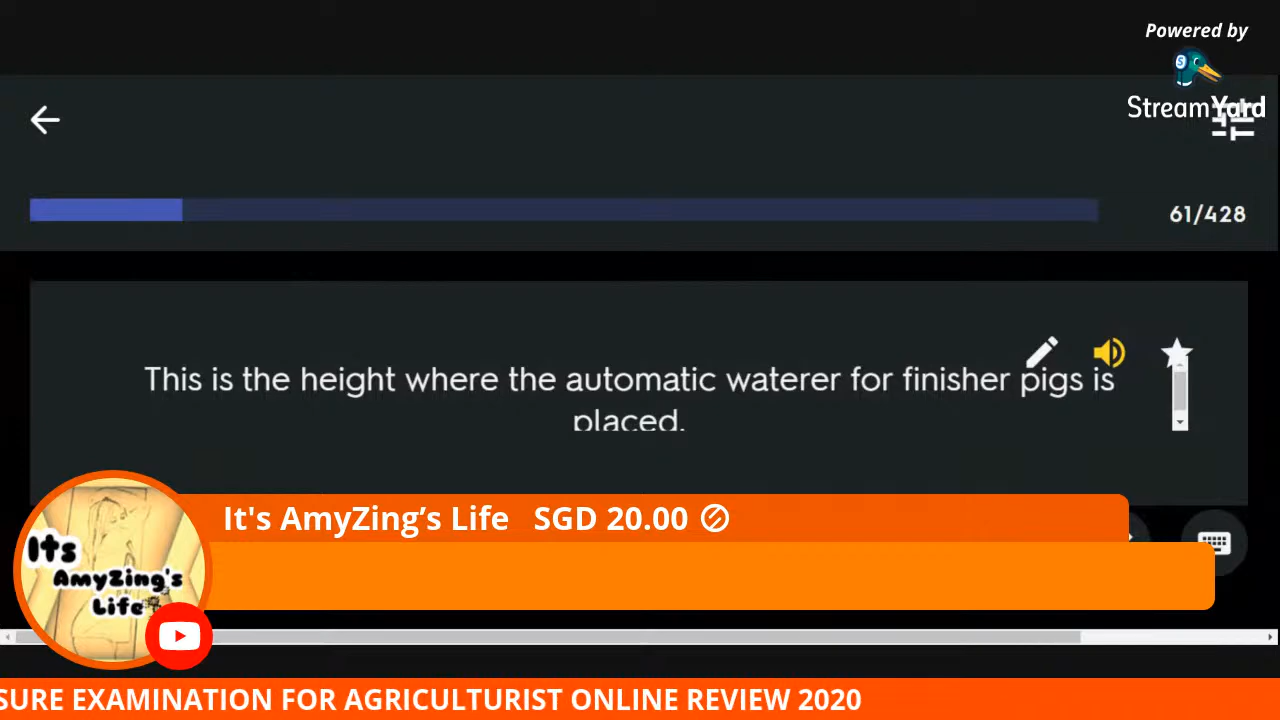 Powered by
StreamYard
61/428
This is the height where the automatic waterer for finisher pigs is
placed.
It's AmyZing’s Life SGD 20.00
Its
AmyZing's
Life
SURE EXAMINATION FOR AGRICULTURIST ONLINE REVIEW 2020